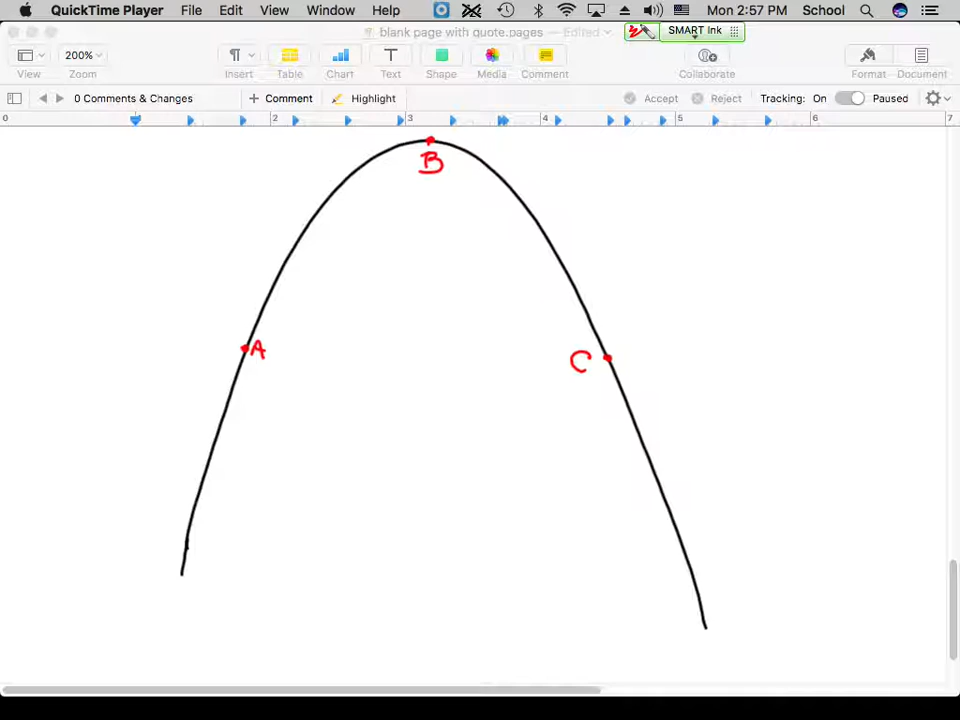 QuickTime Player File Edit View Window Help Mon 2:57 PM School
blank page with quote.pages — Edited SMART Ink
200%
View Zoom Insert Table Chart Text Shape Media Comment Collaborate Format Document
0 Comments & Changes + Comment Highlight Accept Reject Tracking: On Paused
0 2 3 4 5 6 7
B
A
C